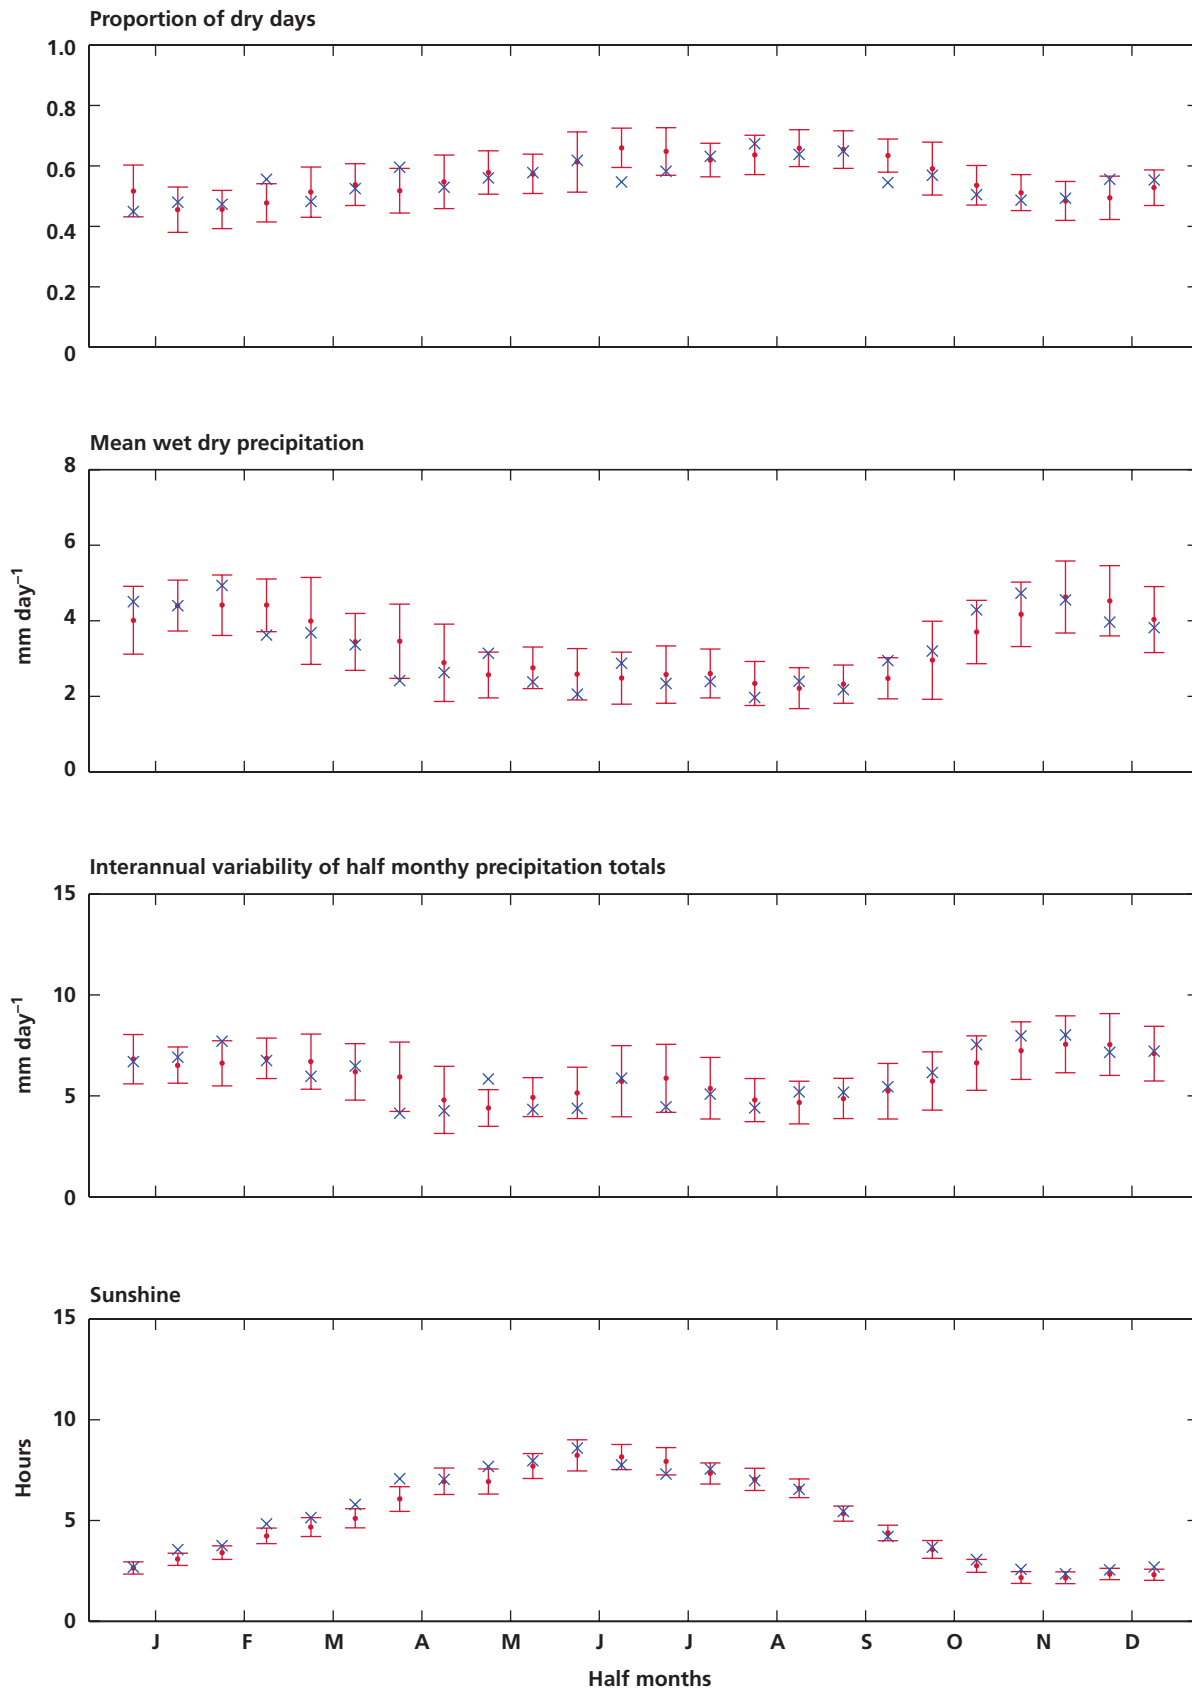 Proportion of dry days
1.0
0.8
0.6
0.4
0.2
0
Mean wet dry precipitation
8
6
4
2
0
mm day⁻¹
Interannual variability of half monthy precipitation totals
15
10
5
0
mm day⁻¹
Sunshine
15
10
5
0
Hours
J F M A M J J A S O N D
Half months